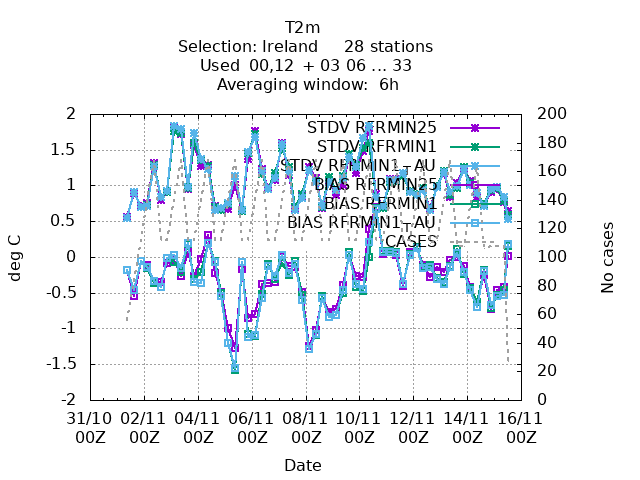 T2m
Selection: Ireland 28 stations
Used 00,12 + 03 06 ... 33
Averaging window: 6h
STDV RFRMIN25
STDV RFRMIN1
STDV RFRMIN1-AU
BIAS RFRMIN25
BIAS RFRMIN1
BIAS RFRMIN1-AU
CASES
deg C
2
1.5
1
0.5
0
-0.5
-1
-1.5
-2
200
180
160
140
120
100
80
60
40
20
0
No cases
31/10 02/11 04/11 06/11 08/11 10/11 12/11 14/11 16/11
00Z 00Z 00Z 00Z 00Z 00Z 00Z 00Z 00Z
Date